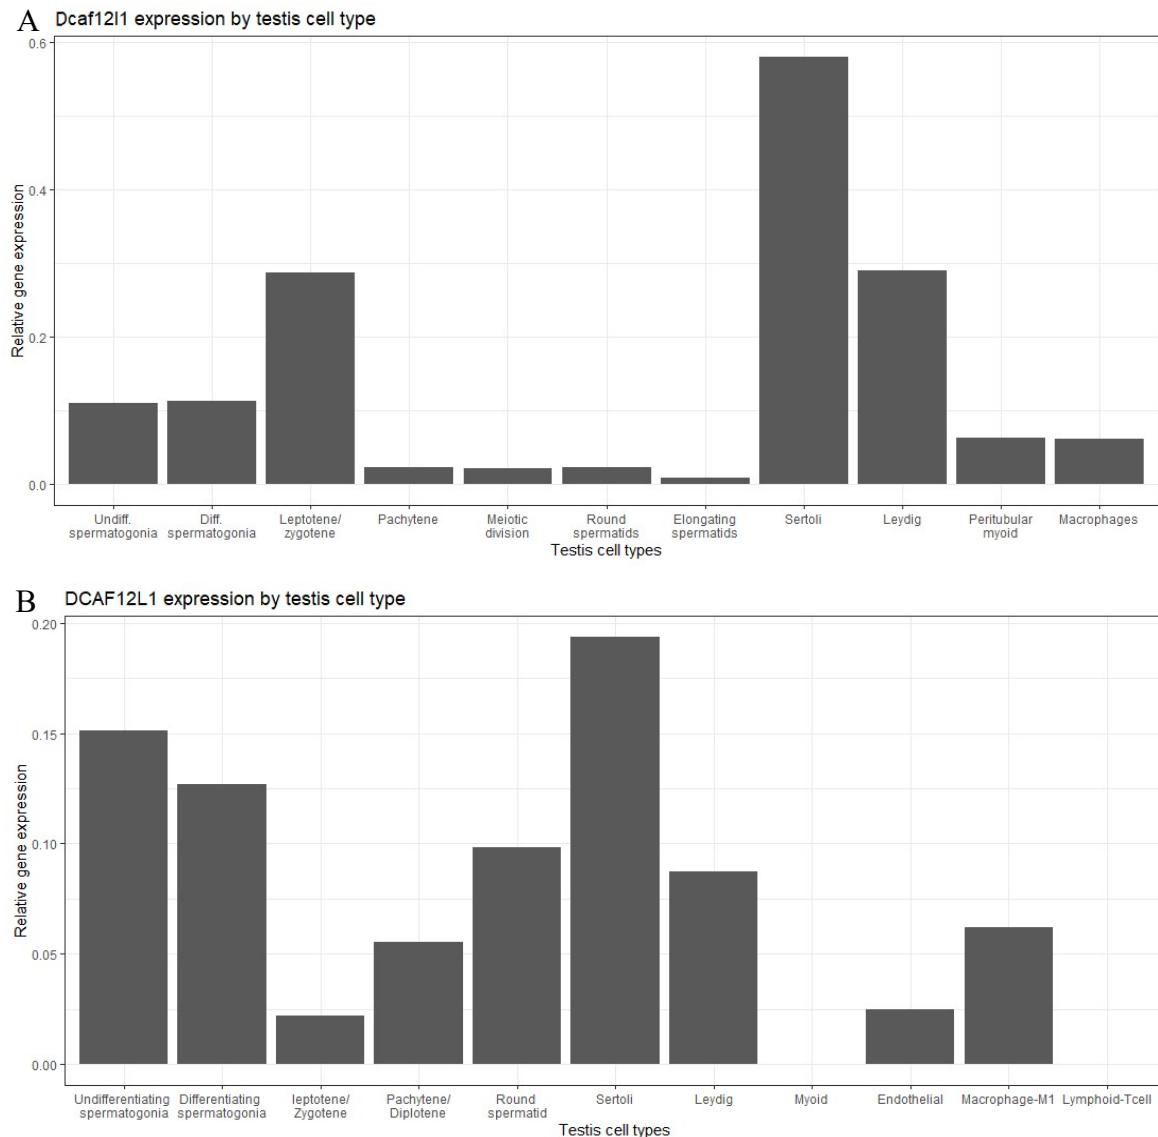 A Dcaf12l1 expression by testis cell type
Relative gene expression
0.6
0.4
0.2
0.0
Undiff. spermatogonia
Diff. spermatogonia
Leptotene/ zygotene
Pachytene
Meiotic division
Round spermatids
Elongating spermatids
Sertoli
Leydig
Peritubular myoid
Macrophages
Testis cell types
B DCAF12L1 expression by testis cell type
Relative gene expression
0.20
0.15
0.10
0.05
0.00
Undifferentiating spermatogonia
Differentiating spermatogonia
leptotene/ Zygotene
Pachytene/ Diplotene
Round spermatid
Sertoli
Leydig
Myoid
Endothelial
Macrophage-M1
Lymphoid-Tcell
Testis cell types